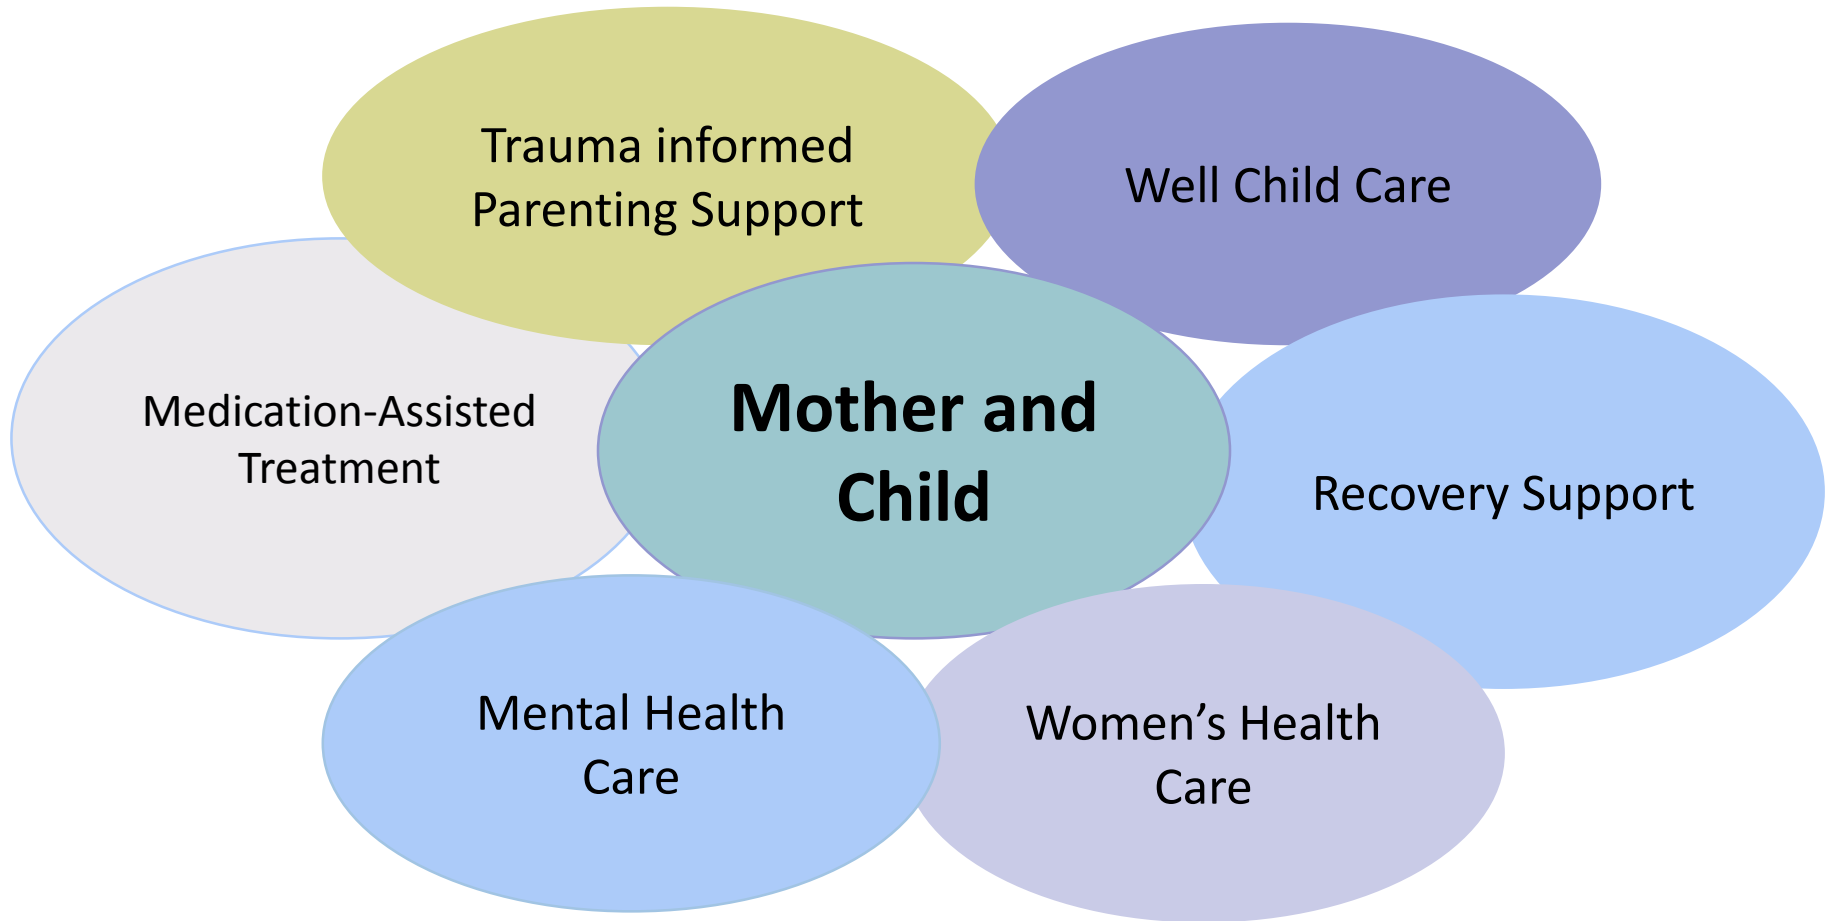 Trauma informed
Parenting Support
Well Child Care
Medication-Assisted
Treatment
Mother and
Child
Recovery Support
Mental Health
Care
Women’s Health
Care